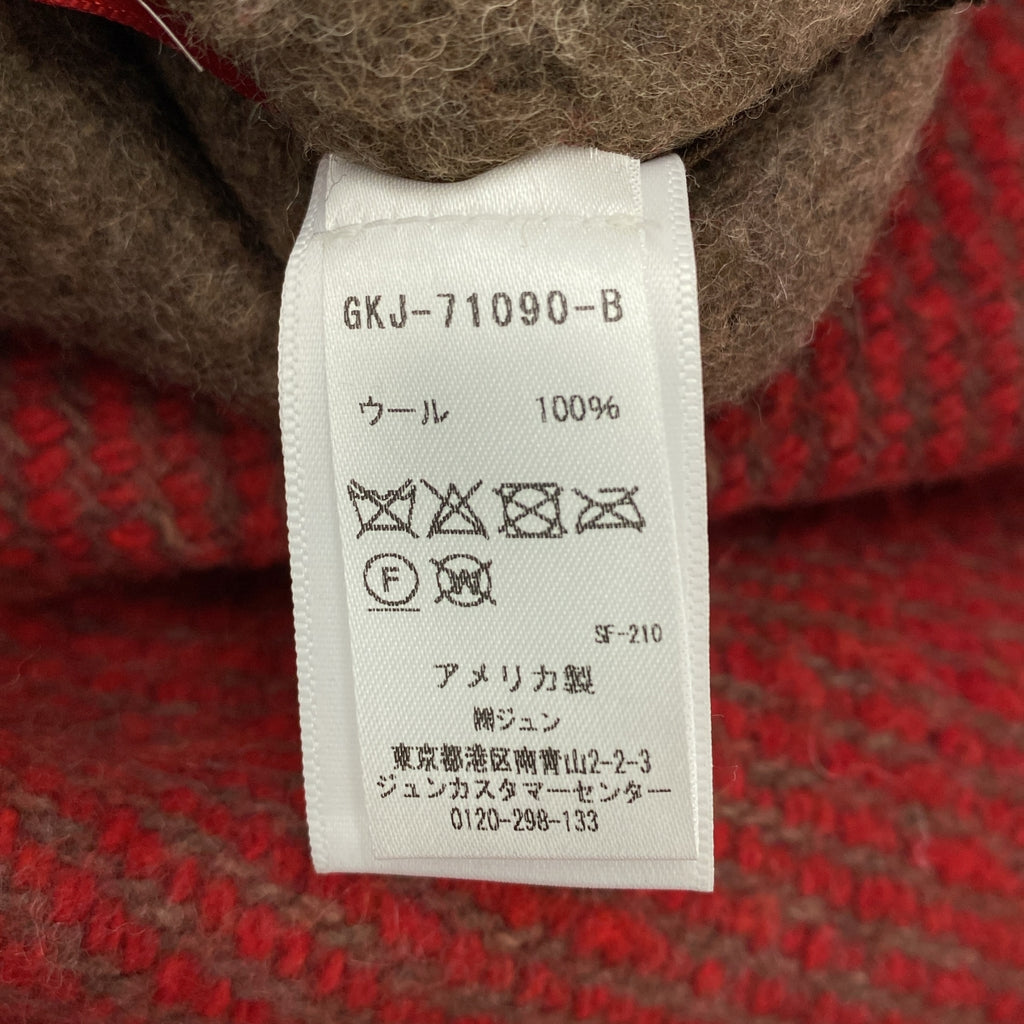 GKJ-71090-B
ウール 100%
F W
SF-210
アメリカ製
㈱ジュン
東京都港区南青山2-2-3
ジュンカスタマーセンター
0120-298-133